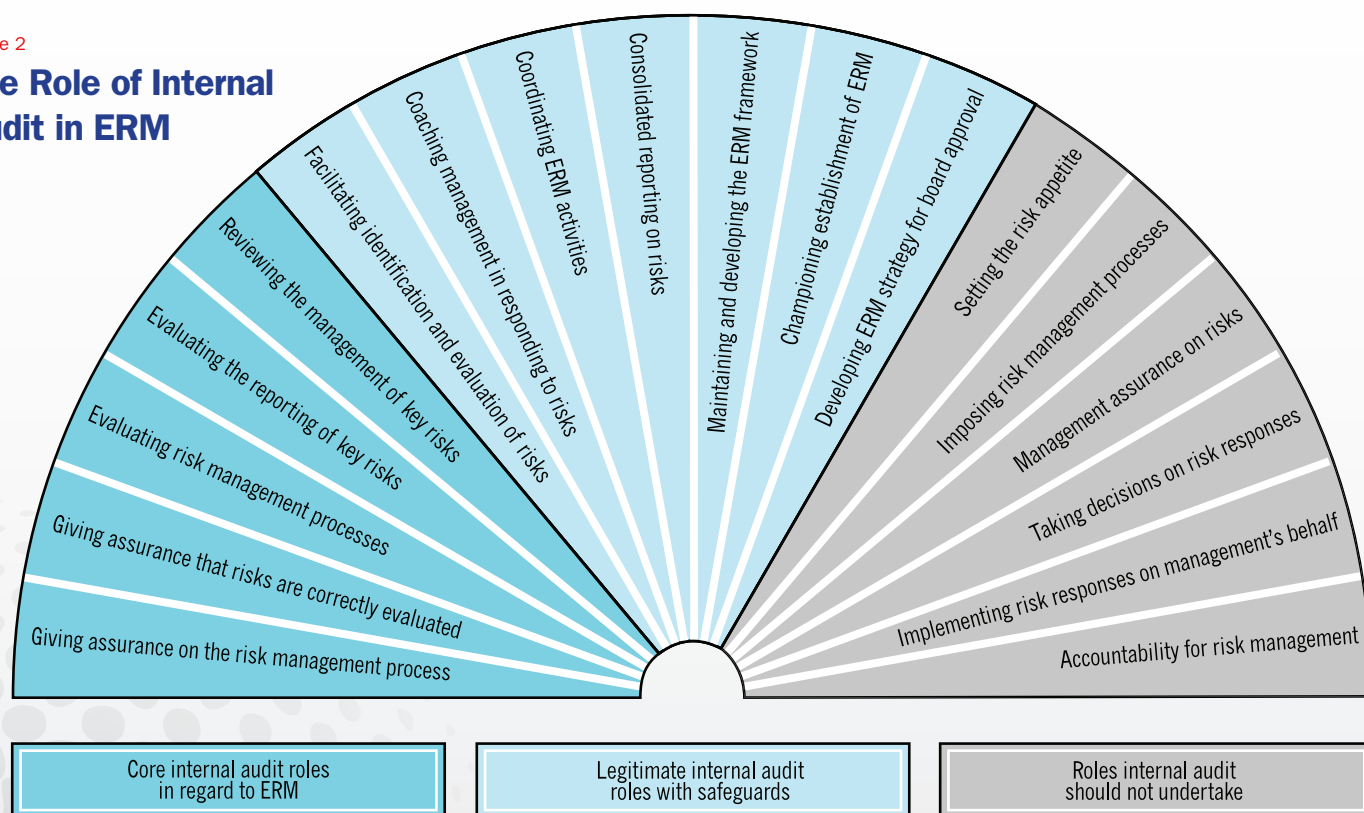 e 2
e Role of Internal
dit in ERM
Giving assurance on the risk management process
Giving assurance that risks are correctly evaluated
Evaluating risk management processes
Evaluating the reporting of key risks
Reviewing the management of key risks
Facilitating identification and evaluation of risks
Coaching management in responding to risks
Coordinating ERM activities
Consolidated reporting on risks
Maintaining and developing the ERM framework
Championing establishment of ERM
Developing ERM strategy for board approval
Setting the risk appetite
Imposing risk management processes
Management assurance on risks
Taking decisions on risk responses
Implementing risk responses on management's behalf
Accountability for risk management
Core internal audit roles
in regard to ERM
Legitimate internal audit
roles with safeguards
Roles internal audit
should not undertake